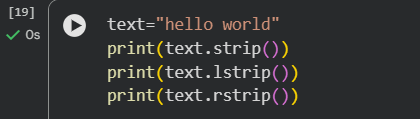 [19]
0s
text="hello world"
print(text.strip())
print(text.lstrip())
print(text.rstrip())